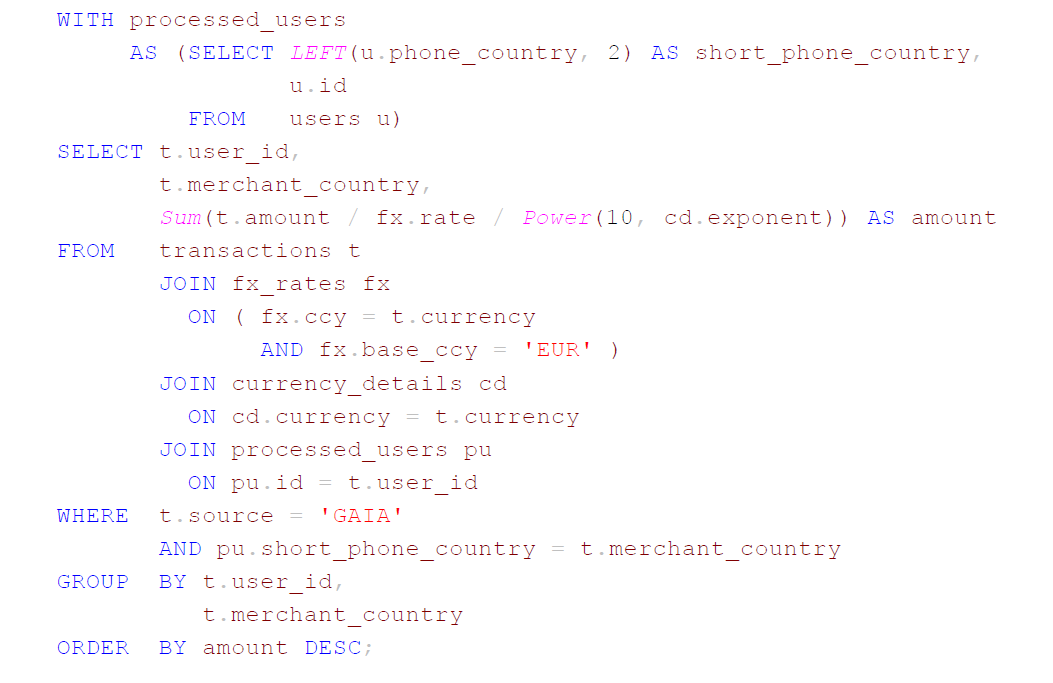 WITH processed_users
AS (SELECT LEFT(u.phone_country, 2) AS short_phone_country,
u.id
FROM users u)
SELECT t.user_id,
t.merchant_country,
Sum(t.amount / fx.rate / Power(10, cd.exponent)) AS amount
FROM transactions t
JOIN fx_rates fx
ON ( fx.ccy = t.currency
AND fx.base_ccy = 'EUR' )
JOIN currency_details cd
ON cd.currency = t.currency
JOIN processed_users pu
ON pu.id = t.user_id
WHERE t.source = 'GAIA'
AND pu.short_phone_country = t.merchant_country
GROUP BY t.user_id,
t.merchant_country
ORDER BY amount DESC;